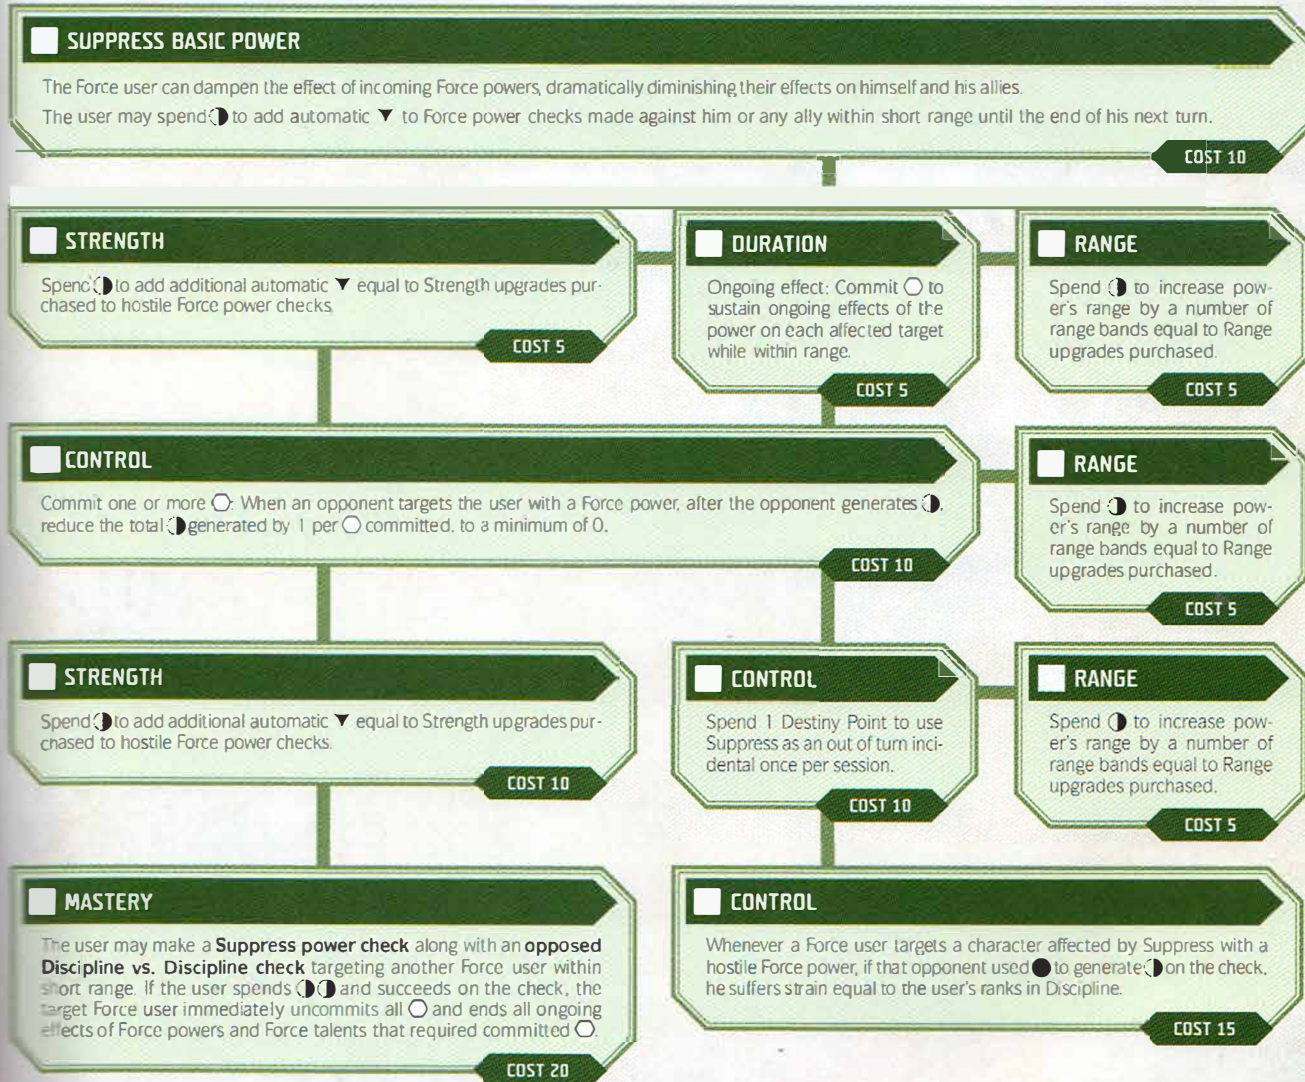 SUPPRESS BASIC POWER
The Force user can dampen the effect of incoming Force powers, dramatically diminishing their effects on himself and his allies.
The user may spend ◑ to add automatic ▼ to Force power checks made against him or any ally within short range until the end of his next turn.
COST 10
STRENGTH
Spend ◑ to add additional automatic ▼ equal to Strength upgrades pur-
chased to hostile Force power checks.
COST 5
DURATION
Ongoing effect: Commit ⬡ to
sustain ongoing effects of the
power on each affected target
while within range.
COST 5
RANGE
Spend ◑ to increase pow-
er's range by a number of
range bands equal to Range
upgrades purchased.
COST 5
CONTROL
Commit one or more ⬡. When an opponent targets the user with a Force power, after the opponent generates ◑,
reduce the total ◑ generated by 1 per ⬡ committed, to a minimum of 0.
COST 10
RANGE
Spend ◑ to increase pow-
er's range by a number of
range bands equal to Range
upgrades purchased.
COST 5
STRENGTH
Spend ◑ to add additional automatic ▼ equal to Strength upgrades pur-
chased to hostile Force power checks.
COST 10
CONTROL
Spend 1 Destiny Point to use
Suppress as an out of turn inci-
dental once per session.
COST 10
RANGE
Spend ◑ to increase pow-
er's range by a number of
range bands equal to Range
upgrades purchased.
COST 5
MASTERY
The user may make a Suppress power check along with an opposed
Discipline vs. Discipline check targeting another Force user within
short range. If the user spends ◑◑ and succeeds on the check, the
target Force user immediately uncommits all ⬡ and ends all ongoing
effects of Force powers and Force talents that required committed ⬡.
COST 20
CONTROL
Whenever a Force user targets a character affected by Suppress with a
hostile Force power, if that opponent used ● to generate ◑ on the check,
he suffers strain equal to the user's ranks in Discipline.
COST 15